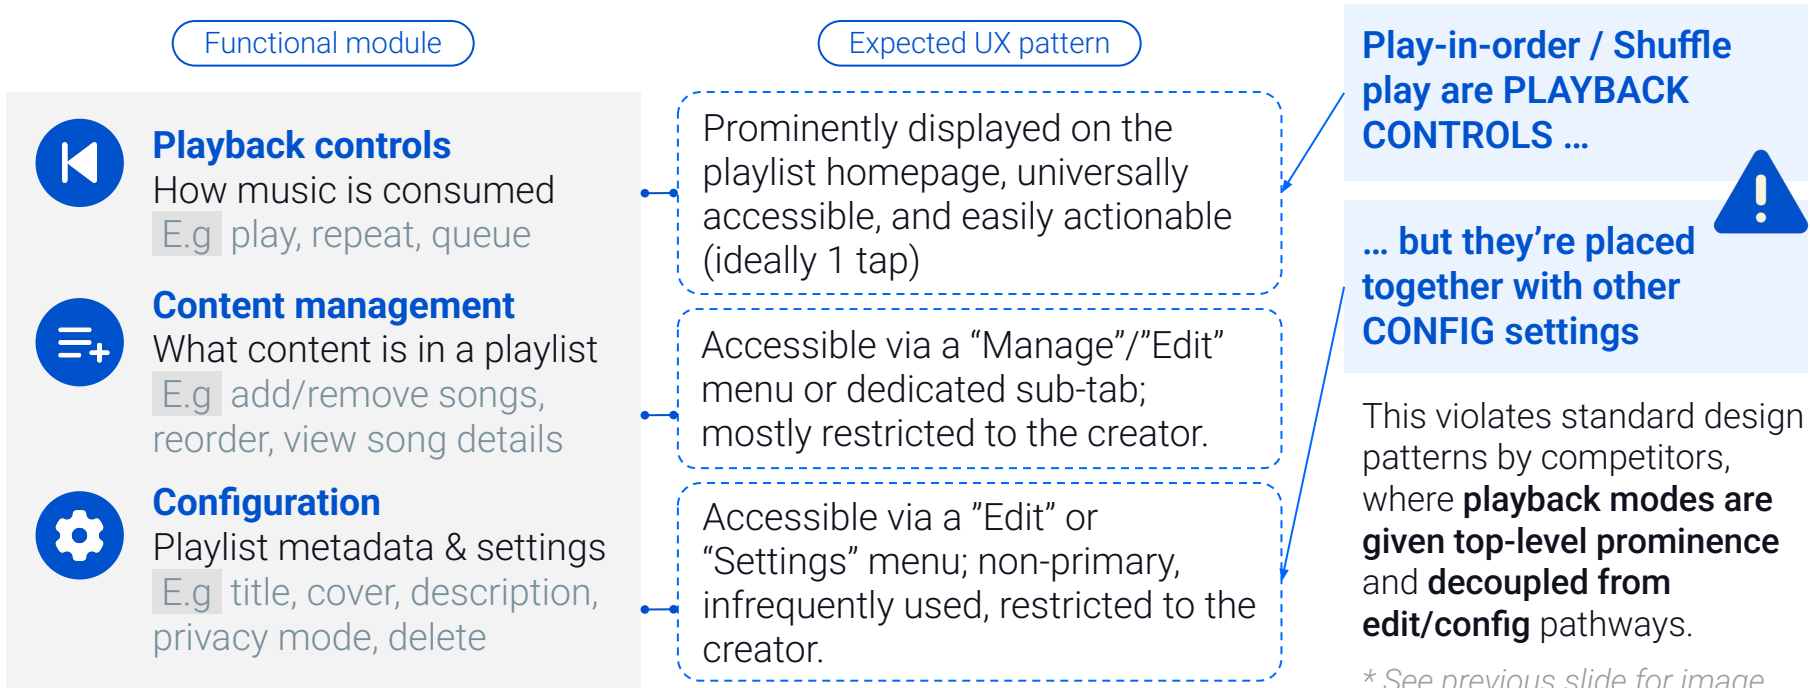 Functional module
Expected UX pattern
Playback controls
How music is consumed
E.g play, repeat, queue
Content management
What content is in a playlist
E.g add/remove songs,
reorder, view song details
Configuration
Playlist metadata & settings
E.g title, cover, description,
privacy mode, delete
Prominently displayed on the
playlist homepage, universally
accessible, and easily actionable
(ideally 1 tap)
Accessible via a “Manage”/”Edit”
menu or dedicated sub-tab;
mostly restricted to the creator.
Accessible via a ”Edit” or
“Settings” menu; non-primary,
infrequently used, restricted to the
creator.
Play-in-order / Shuffle
play are PLAYBACK
CONTROLS ...
... but they’re placed
together with other
CONFIG settings
This violates standard design
patterns by competitors,
where playback modes are
given top-level prominence
and decoupled from
edit/config pathways.
* See previous slide for image